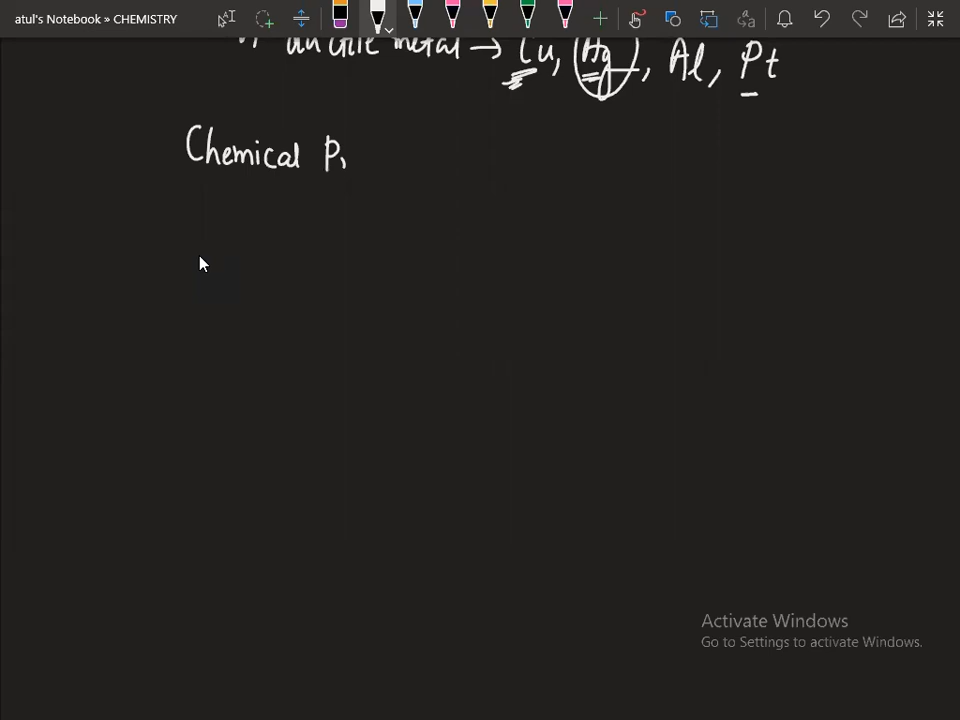 atul's Notebook » CHEMISTRY
ductile metal → Cu, (Hg), Al, Pt
Chemical
Activate Windows
Go to Settings to activate Windows.